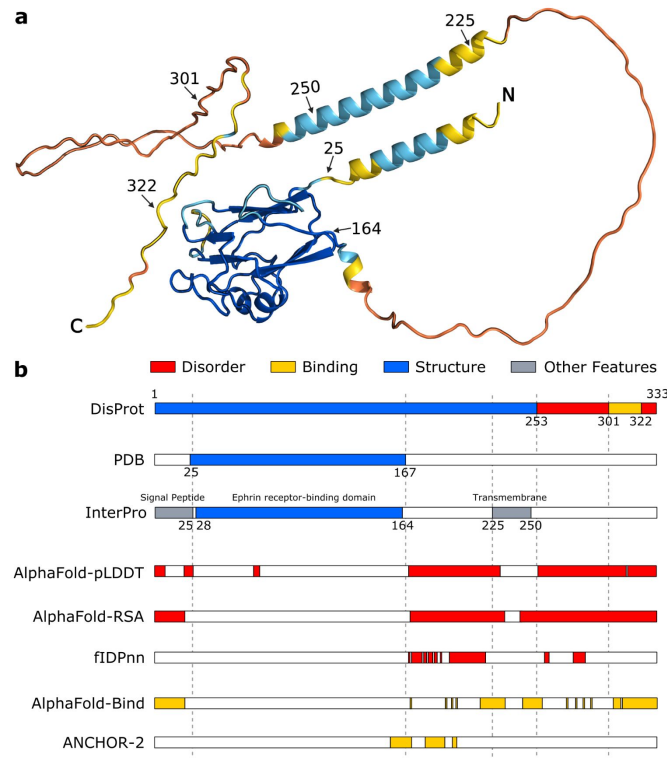 a
225
301
250
N
25
322
164
C
b
Disorder Binding Structure Other Features
1 333
DisProt
253 301 322
PDB
25 167
Signal Peptide Ephrin receptor-binding domain Transmembrane
InterPro
25 28 164 225 250
AlphaFold-pLDDT
AlphaFold-RSA
fIDPnn
AlphaFold-Bind
ANCHOR-2